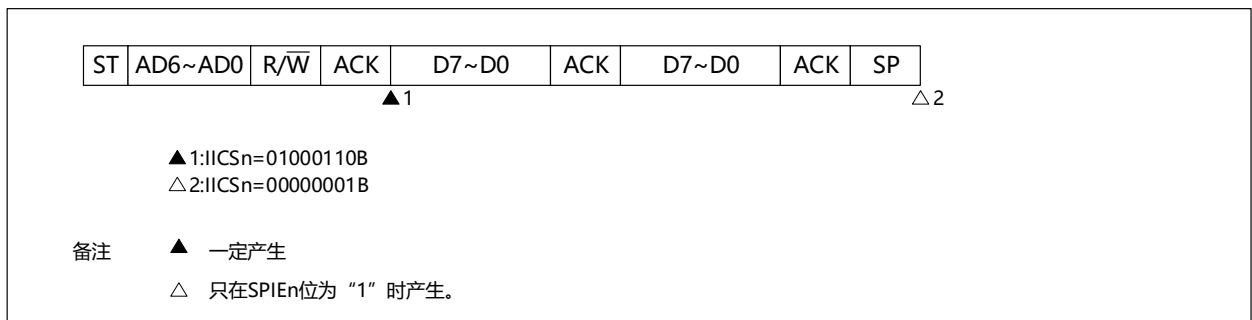 ST AD6~AD0 R/W̅ ACK D7~D0 ACK D7~D0 ACK SP
▲1 △2
▲1:IICSn=01000110B
△2:IICSn=00000001B
备注 ▲ 一定产生
△ 只在SPIEn位为“1”时产生。